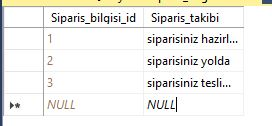 Siparis_bilgisi_id Siparis_takibi
1 siparisiniz hazirl...
2 siparisiniz yolda
3 siparisiniz tesli...
NULL NULL